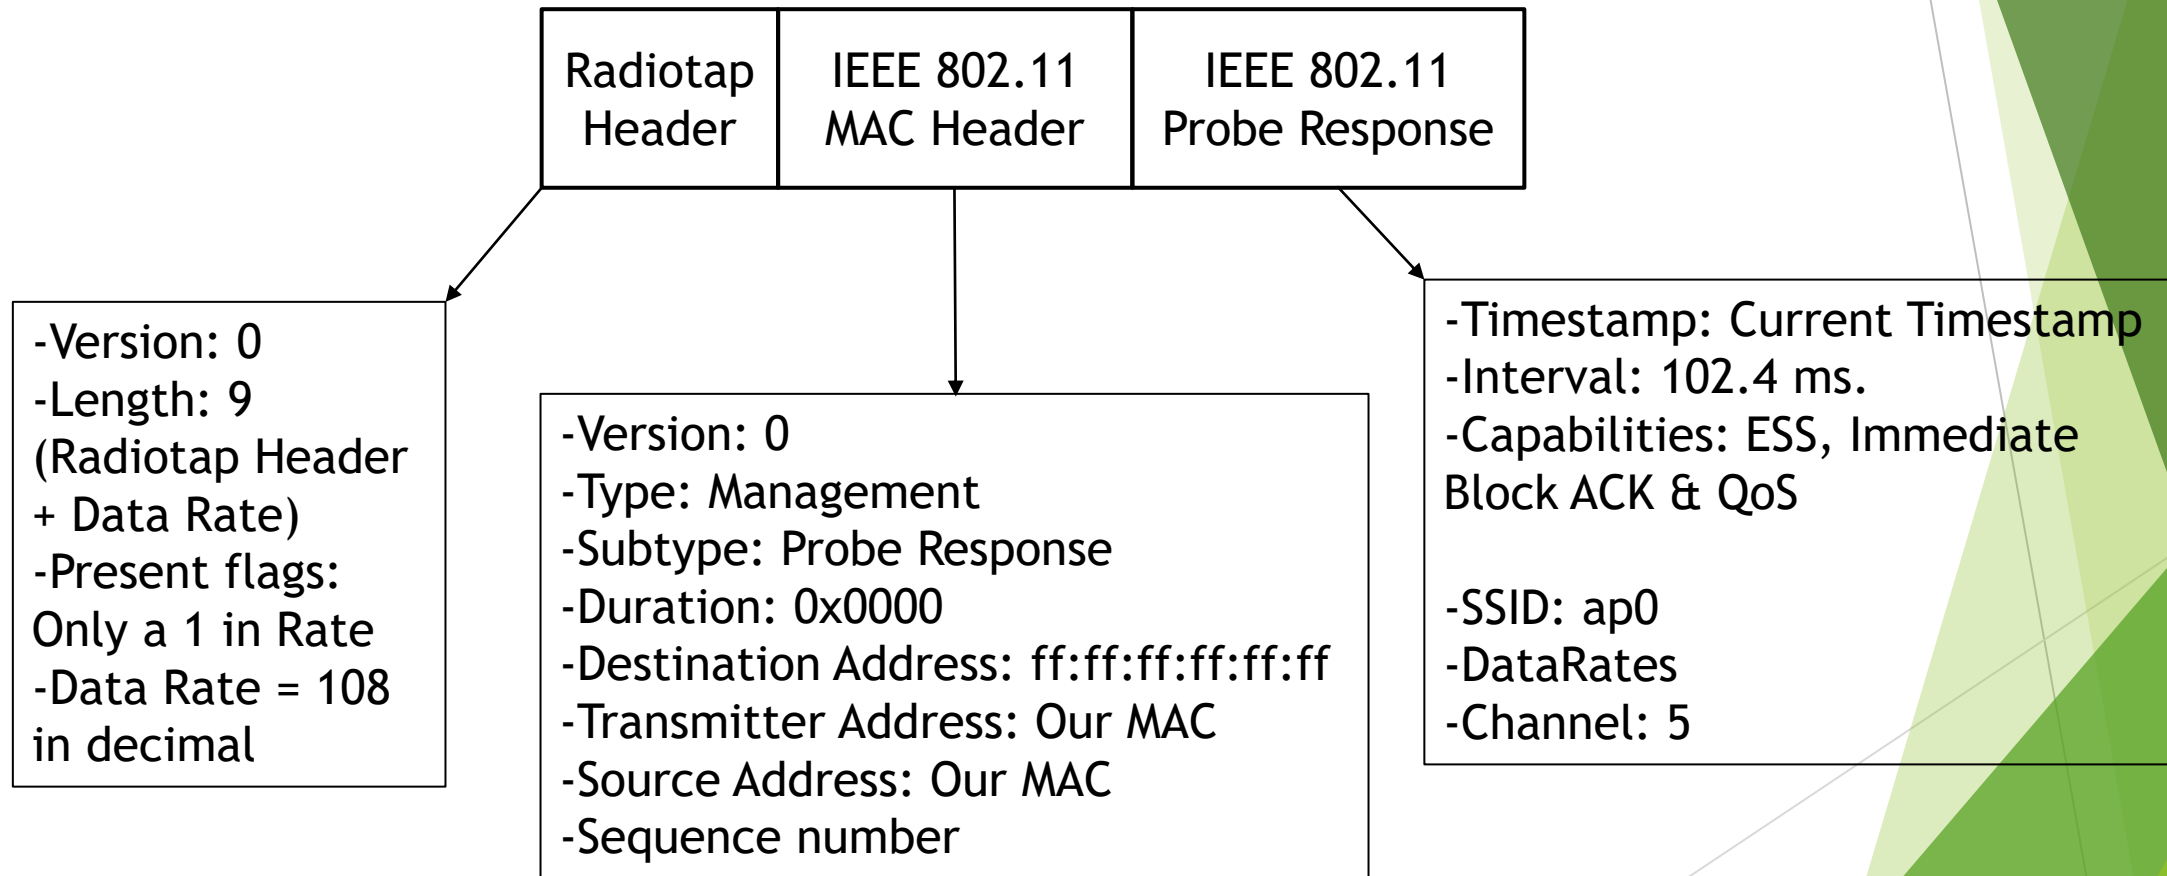 Radiotap
Header
IEEE 802.11
MAC Header
IEEE 802.11
Probe Response
-Version: 0
-Length: 9
(Radiotap Header
+ Data Rate)
-Present flags:
Only a 1 in Rate
-Data Rate = 108
in decimal
-Version: 0
-Type: Management
-Subtype: Probe Response
-Duration: 0x0000
-Destination Address: ff:ff:ff:ff:ff:ff
-Transmitter Address: Our MAC
-Source Address: Our MAC
-Sequence number
-Timestamp: Current Timestamp
-Interval: 102.4 ms.
-Capabilities: ESS, Immediate
Block ACK & QoS
-SSID: ap0
-DataRates
-Channel: 5